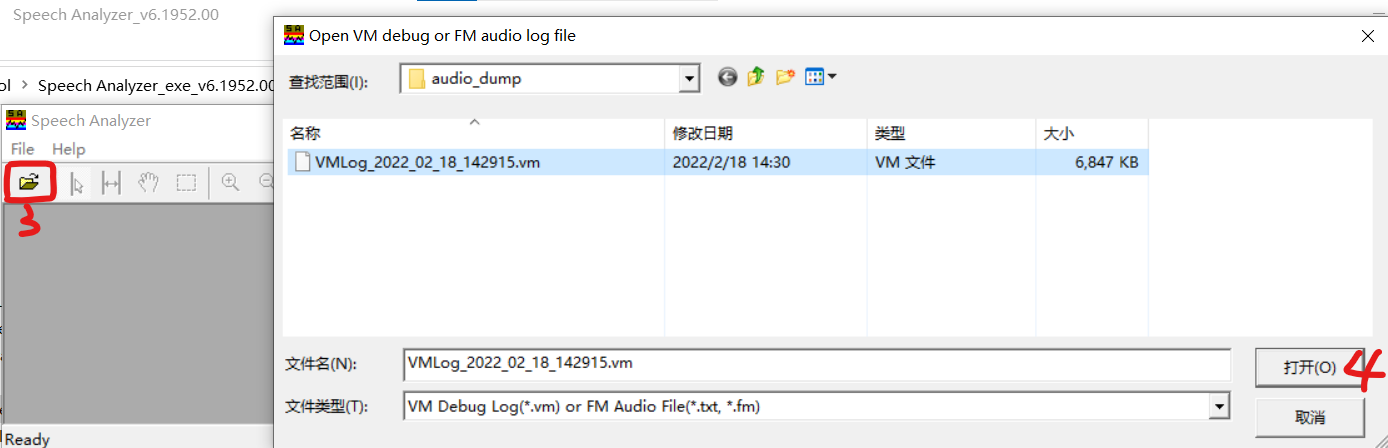 Speech Analyzer_v6.1952.00
ol > Speech Analyzer_exe_v6.1952.00
Speech Analyzer
File Help
3
Ready
Open VM debug or FM audio log file
查找范围(I):
audio_dump
名称 修改日期 类型 大小
VMLog_2022_02_18_142915.vm 2022/2/18 14:30 VM 文件 6,847 KB
文件名(N): VMLog_2022_02_18_142915.vm 打开(O) 4
文件类型(T): VM Debug Log(*.vm) or FM Audio File(*.txt, *.fm) 取消